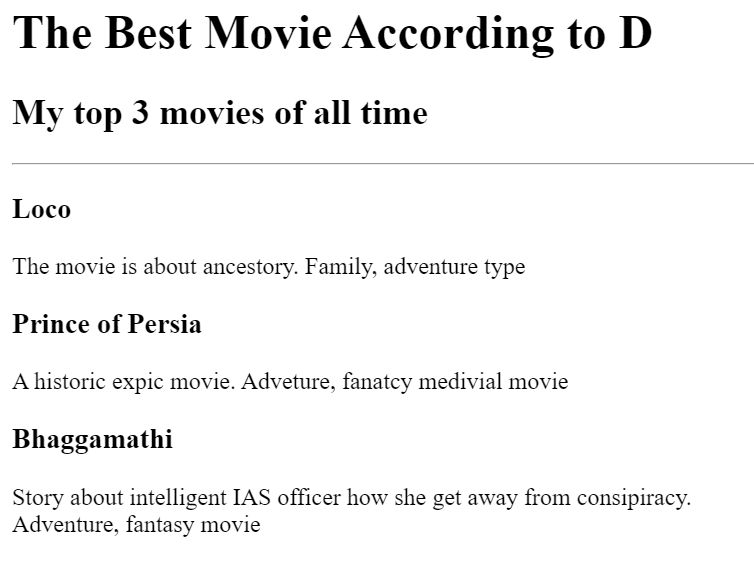 The Best Movie According to D
My top 3 movies of all time
Loco
The movie is about ancestory. Family, adventure type
Prince of Persia
A historic expic movie. Adveture, fanatcy medivial movie
Bhaggamathi
Story about intelligent IAS officer how she get away from consipiracy.
Adventure, fantasy movie